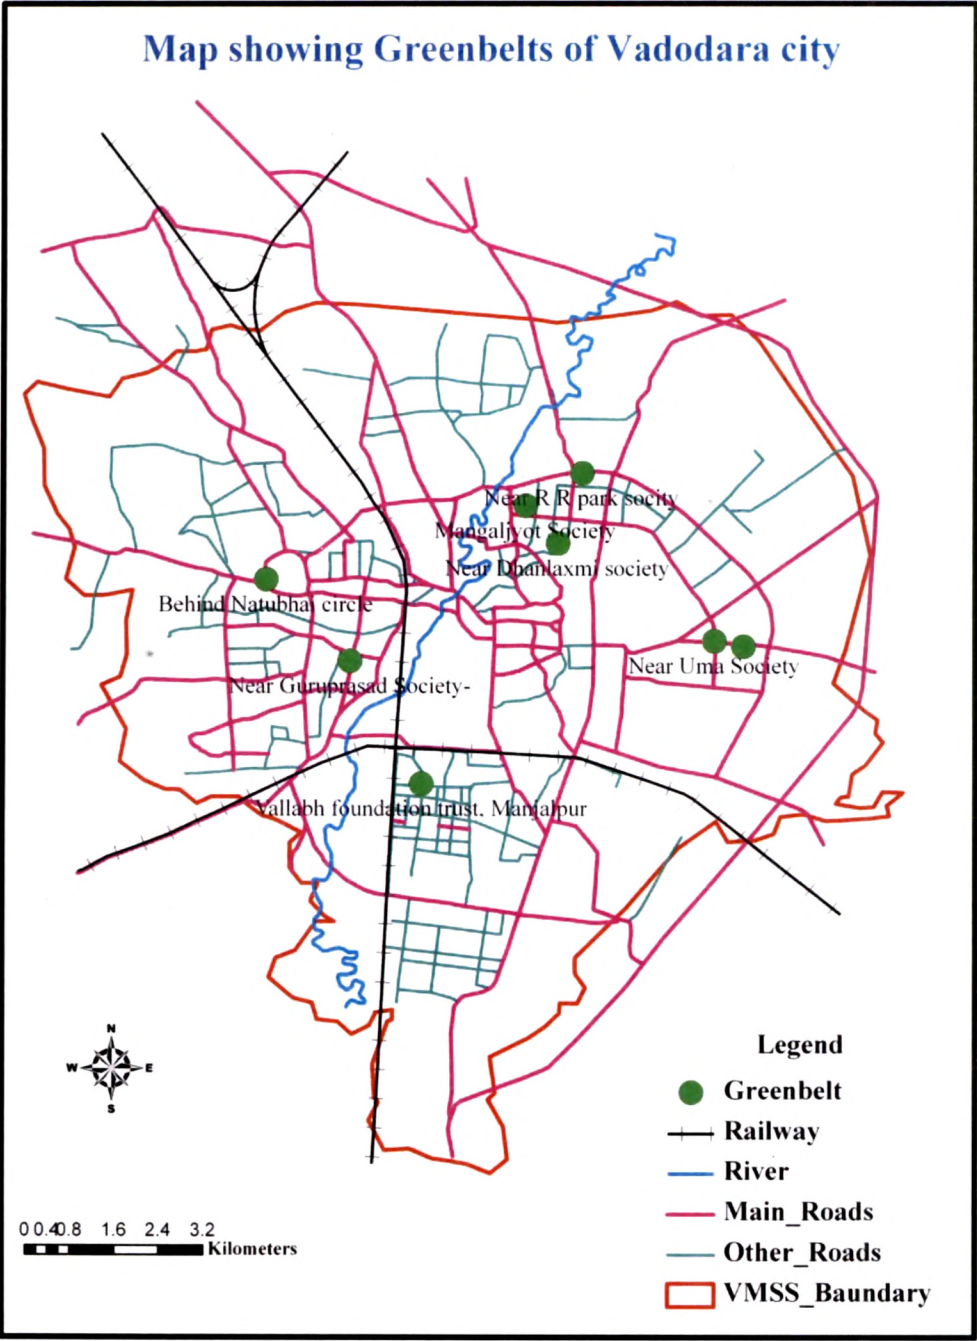 Map showing Greenbelts of Vadodara city
Near R R park socity
Mangaljyot Society
Near Dhanlaxmi society
Behind Natubhai circle
Near Uma Society
Near Guruprasad Society-
Vallabh foundation trust, Manjalpur
N
W E
S
Legend
Greenbelt
Railway
River
Main_Roads
Other_Roads
VMSS_Baundary
0 0.40.8 1.6 2.4 3.2
Kilometers